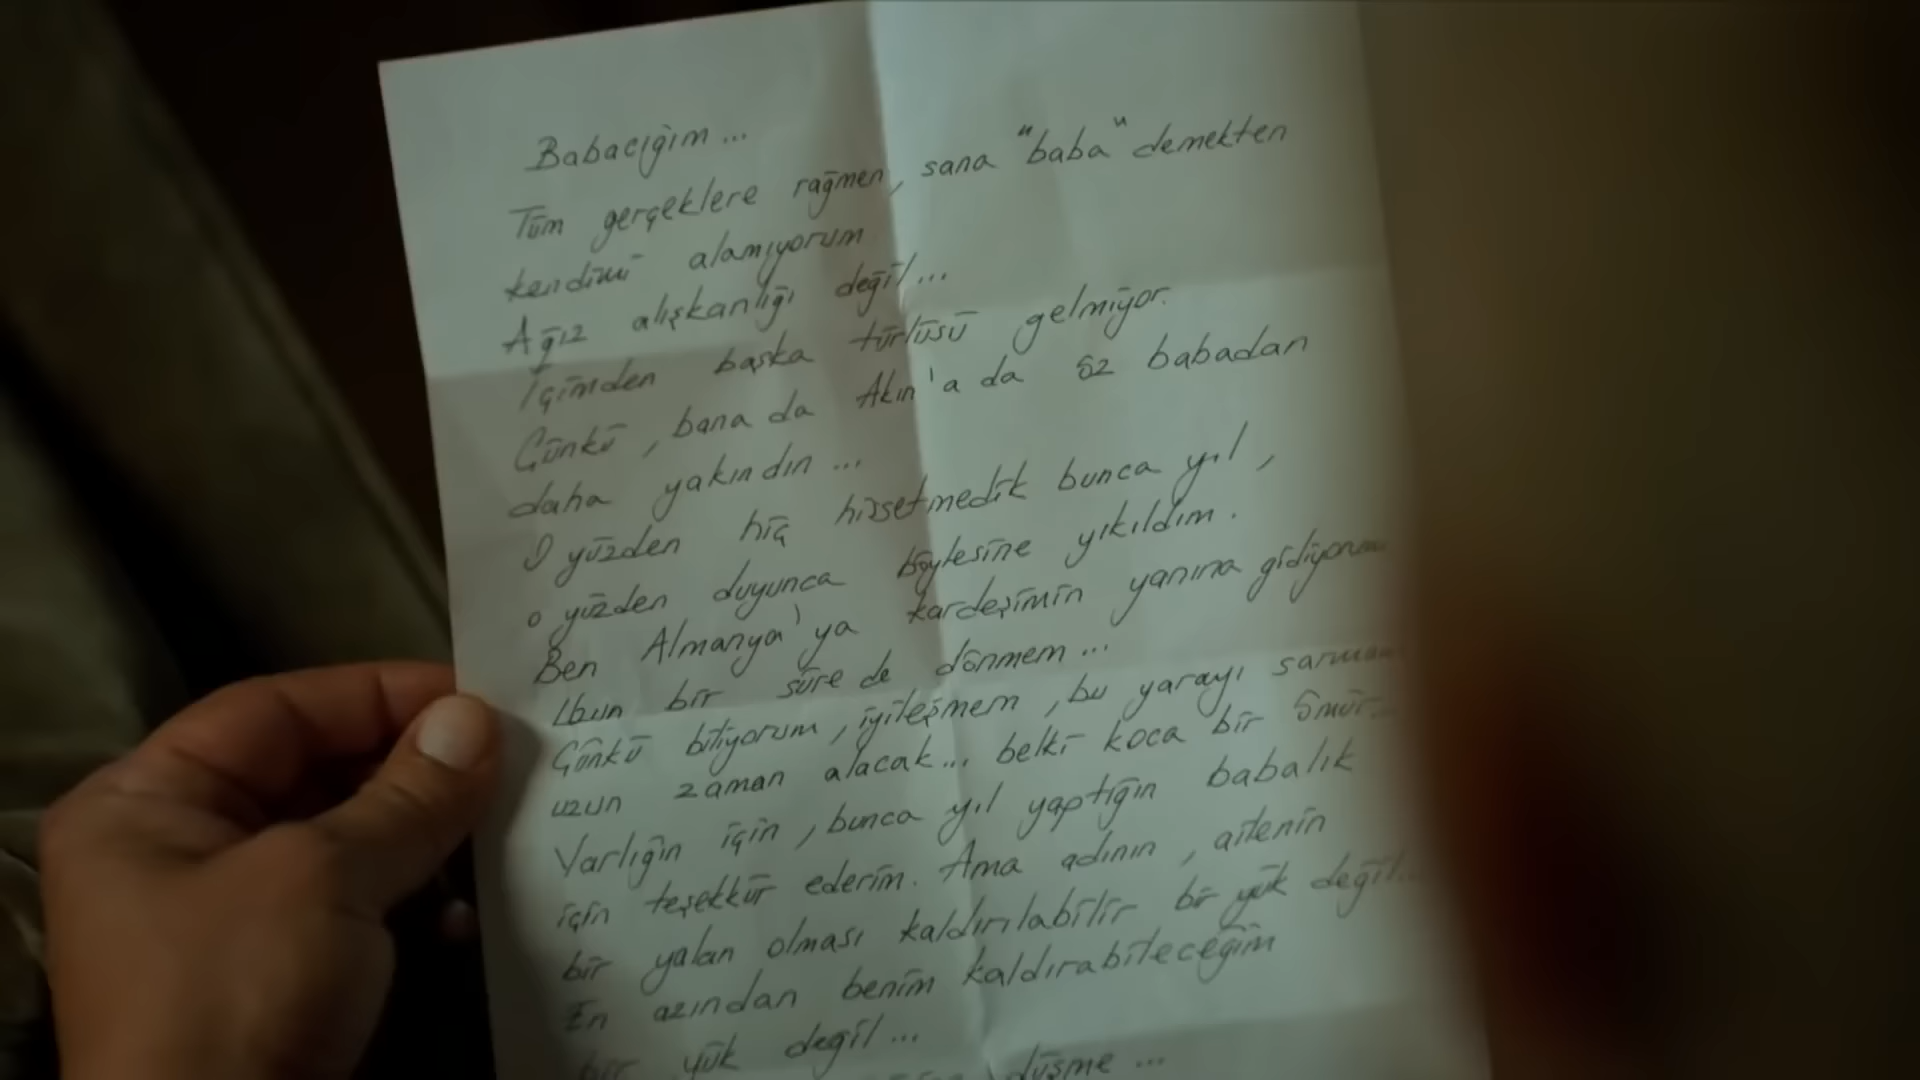 Babacığım...
Tüm gerçeklere rağmen, sana "baba" demekten
kendimi alamıyorum
Ağız alışkanlığı değil...
İçimden başka türlüsü gelmiyor.
Çünkü, bana da Akın'a da öz babadan
daha yakındın...
O yüzden hiç hissetmedik bunca yıl,
o yüzden duyunca böylesine yıkıldım.
Ben Almanya'ya kardeşimin yanına gidiyorum
Uzun bir süre de dönmem...
Çünkü biliyorum, iyileşmem, bu yarayı sarmam
uzun zaman alacak... belki koca bir ömür...
Varlığın için, bunca yıl yaptığın babalık
için teşekkür ederim. Ama adının, ailenin
bir yalan olması kaldırılabilir bir yük değil...
En azından benim kaldırabileceğim
bir yük değil...
düşme...